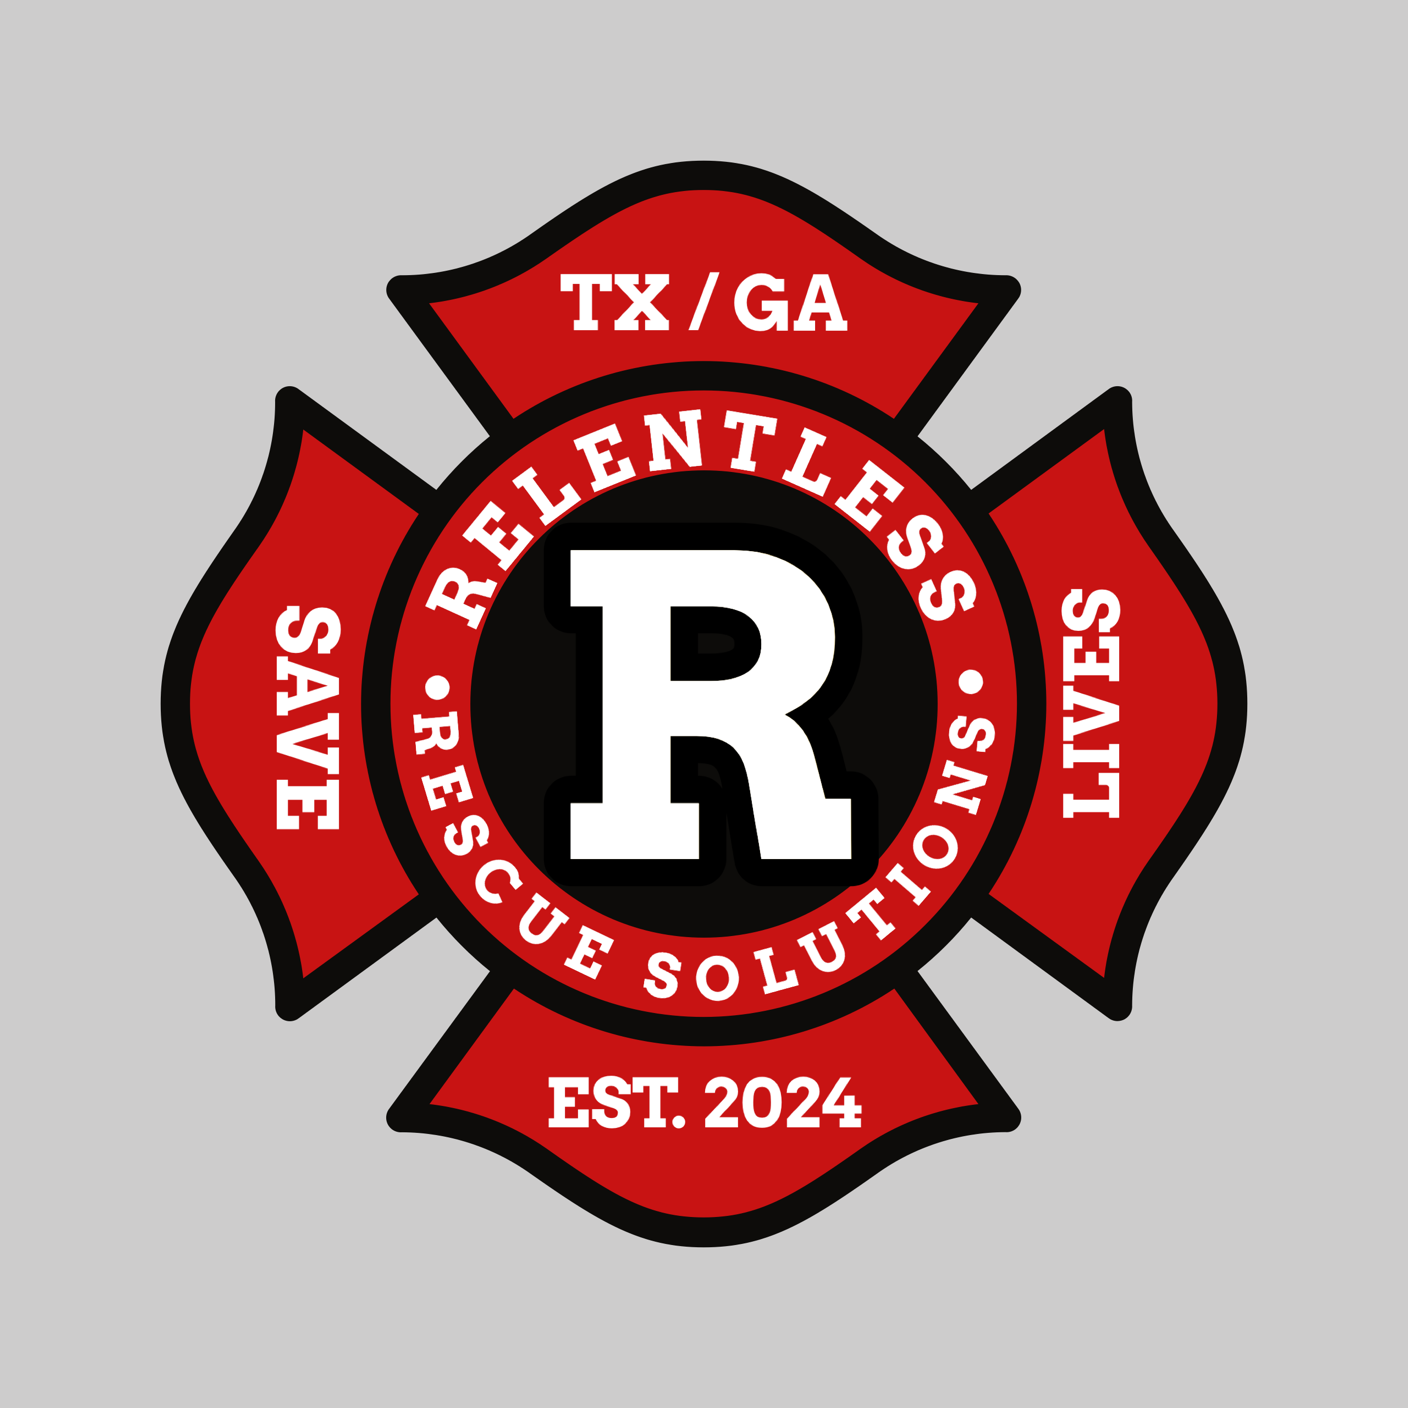 TX / GA
RELENTLESS
SAVE
R
LIVES
• RESCUE SOLUTIONS •
EST. 2024